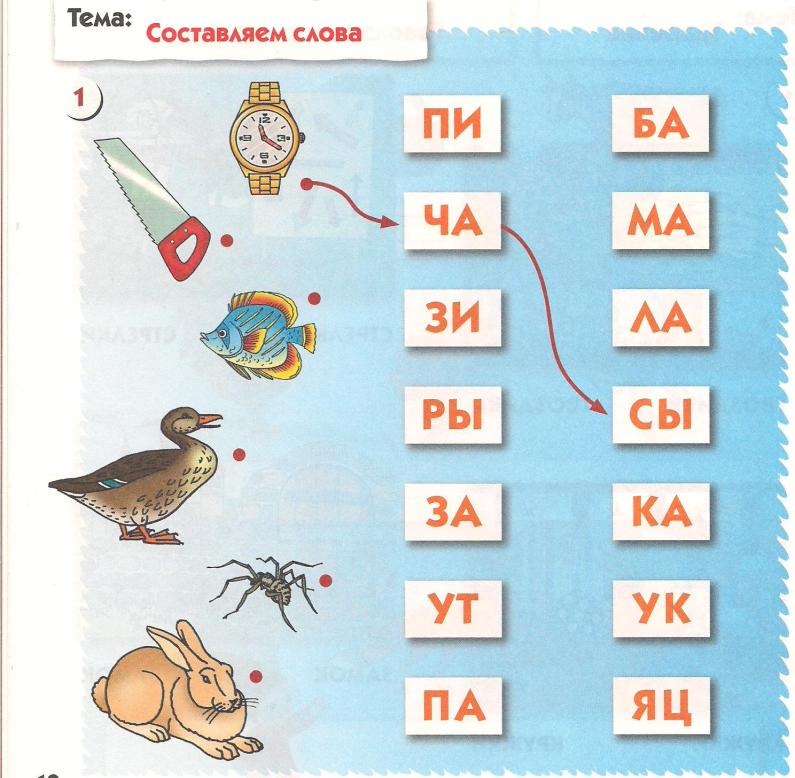 Тема:
Составляем слова
1
ПИ БА
ЧА МА
ЗИ ЛА
РЫ СЫ
ЗА КА
УТ УК
ПА ЯЦ